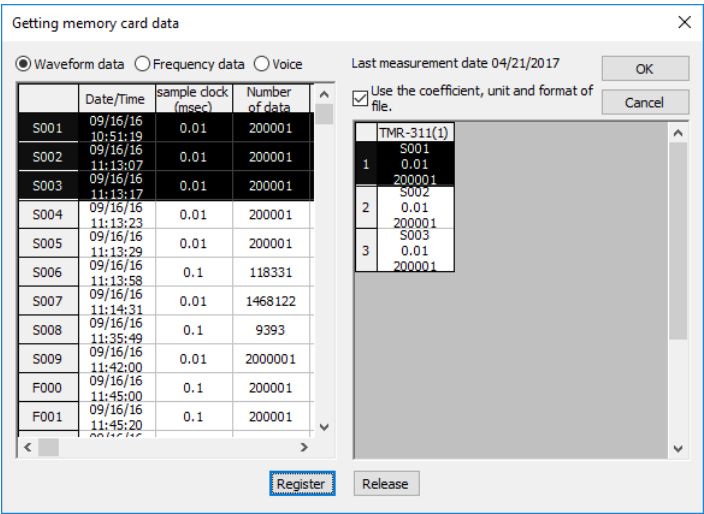 Getting memory card data
Waveform data Frequency data Voice
Date/Time sample clock (msec) Number of data
S001 09/16/16 10:51:19 0.01 200001
S002 09/16/16 11:13:07 0.01 200001
S003 09/16/16 11:13:17 0.01 200001
S004 09/16/16 11:13:23 0.01 200001
S005 09/16/16 11:13:29 0.01 200001
S006 09/16/16 11:13:58 0.1 118331
S007 09/16/16 11:14:31 0.01 1468122
S008 09/16/16 11:35:49 0.1 9393
S009 09/16/16 11:42:00 0.01 2000001
F000 09/16/16 11:45:00 0.1 200001
F001 09/16/16 11:45:20 0.1 200001
Last measurement date 04/21/2017
OK
Use the coefficient, unit and format of
file.
Cancel
TMR-311(1)
1 S001 0.01 200001
2 S002 0.01 200001
3 S003 0.01 200001
Register
Release